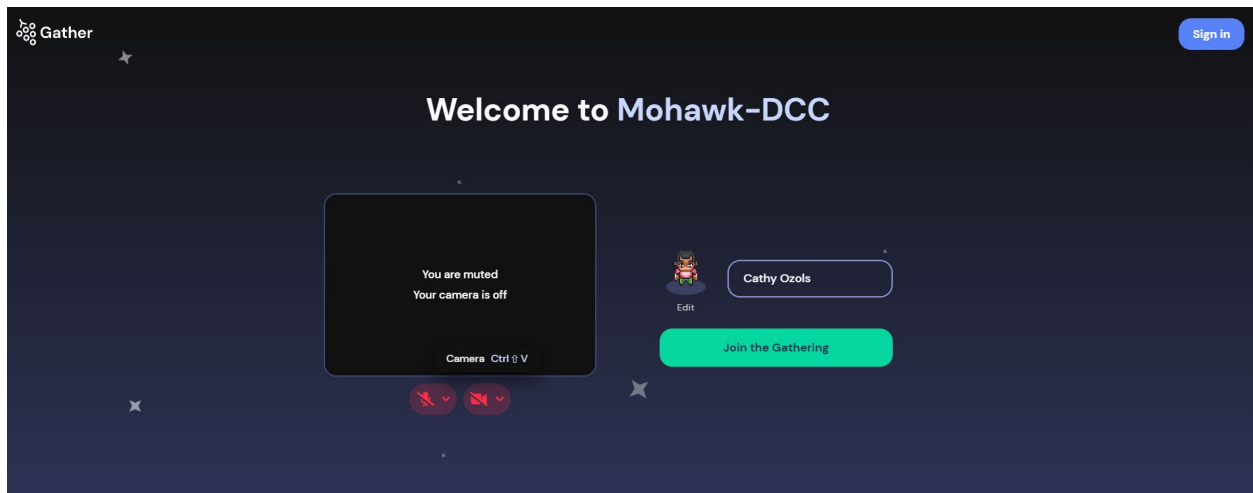 Gather
Sign in
Welcome to Mohawk-DCC
You are muted
Your camera is off
Camera Ctrl ⇧ V
Cathy Ozols
Edit
Join the Gathering